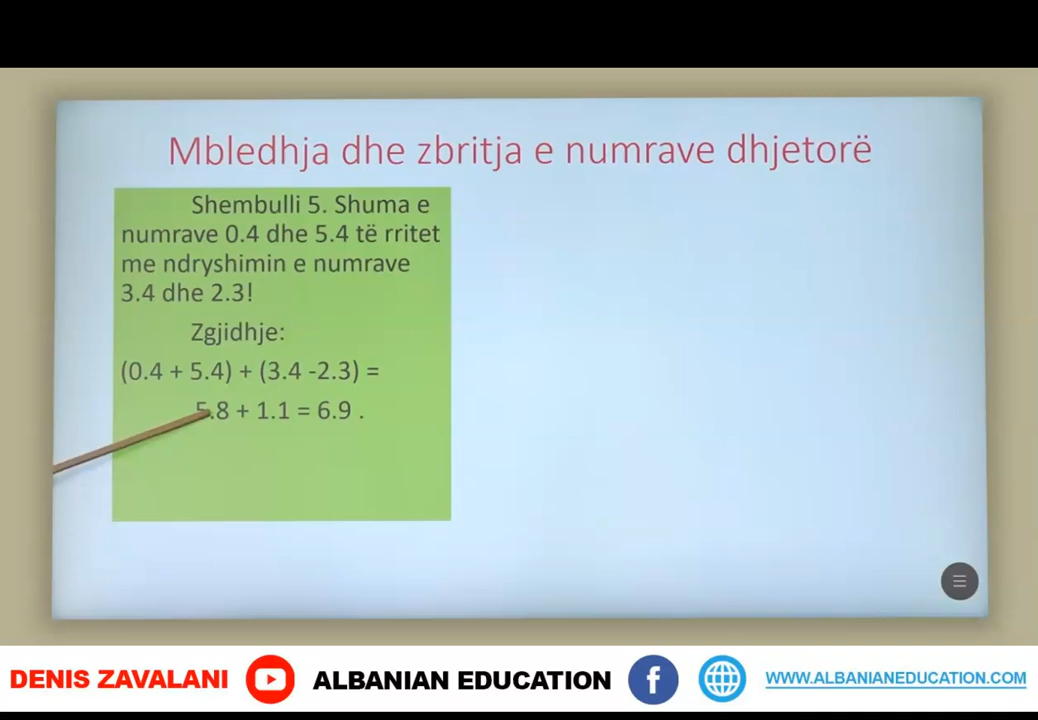 Mbledhja dhe zbritja e numrave dhjetorë
Shembulli 5. Shuma e
numrave 0.4 dhe 5.4 të rritet
me ndryshimin e numrave
3.4 dhe 2.3!
Zgjidhje:
(0.4 + 5.4) + (3.4 -2.3) =
5.8 + 1.1 = 6.9 .
DENIS ZAVALANI
ALBANIAN EDUCATION
WWW.ALBANIANEDUCATION.COM